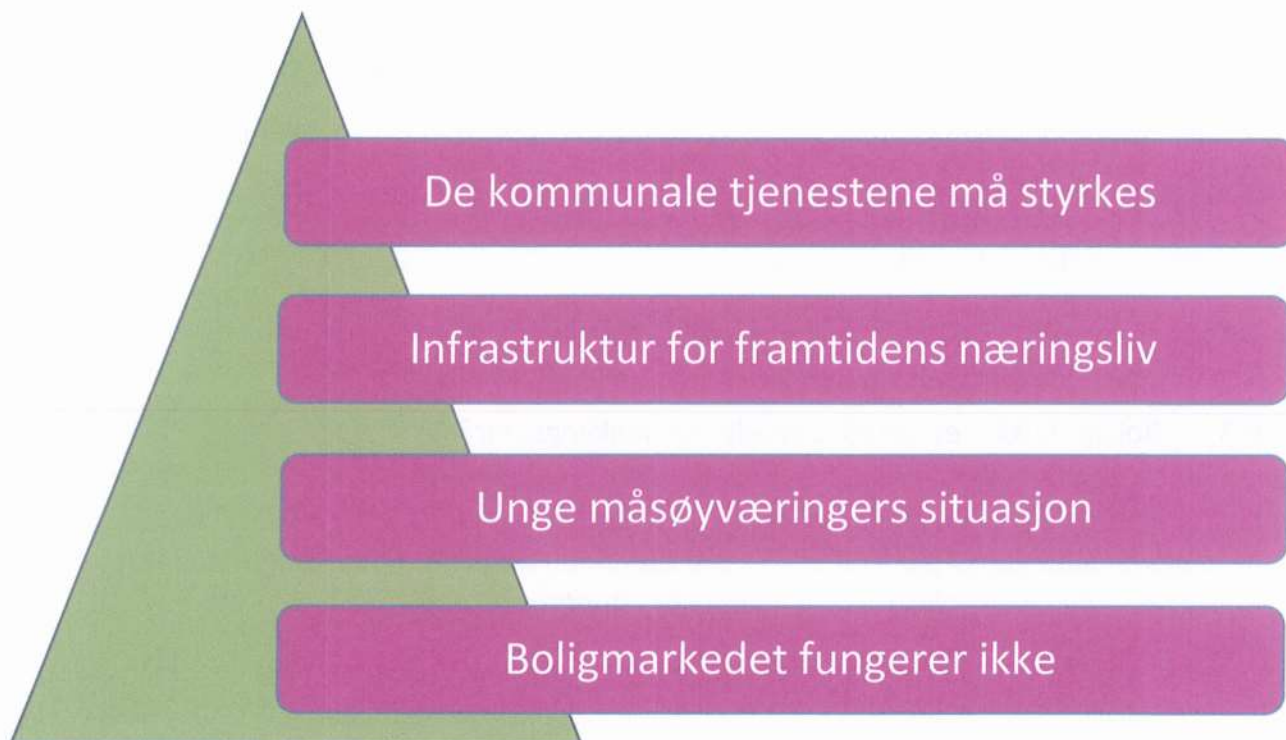 De kommunale tjenestene må styrkes
Infrastruktur for framtidens næringsliv
Unge måsøyværingers situasjon
Boligmarkedet fungerer ikke